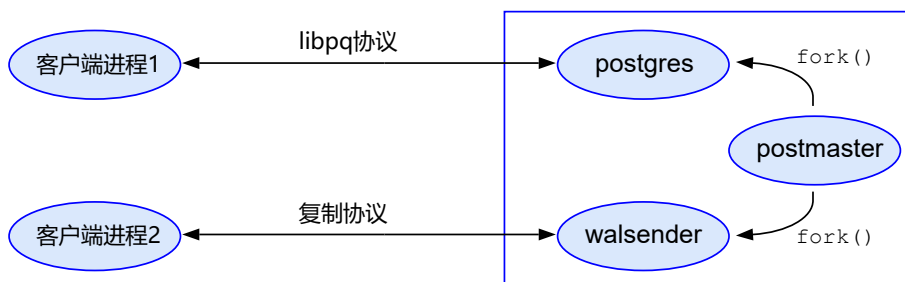 libpq协议
客户端进程1
postgres
fork()
postmaster
复制协议
客户端进程2
walsender
fork()